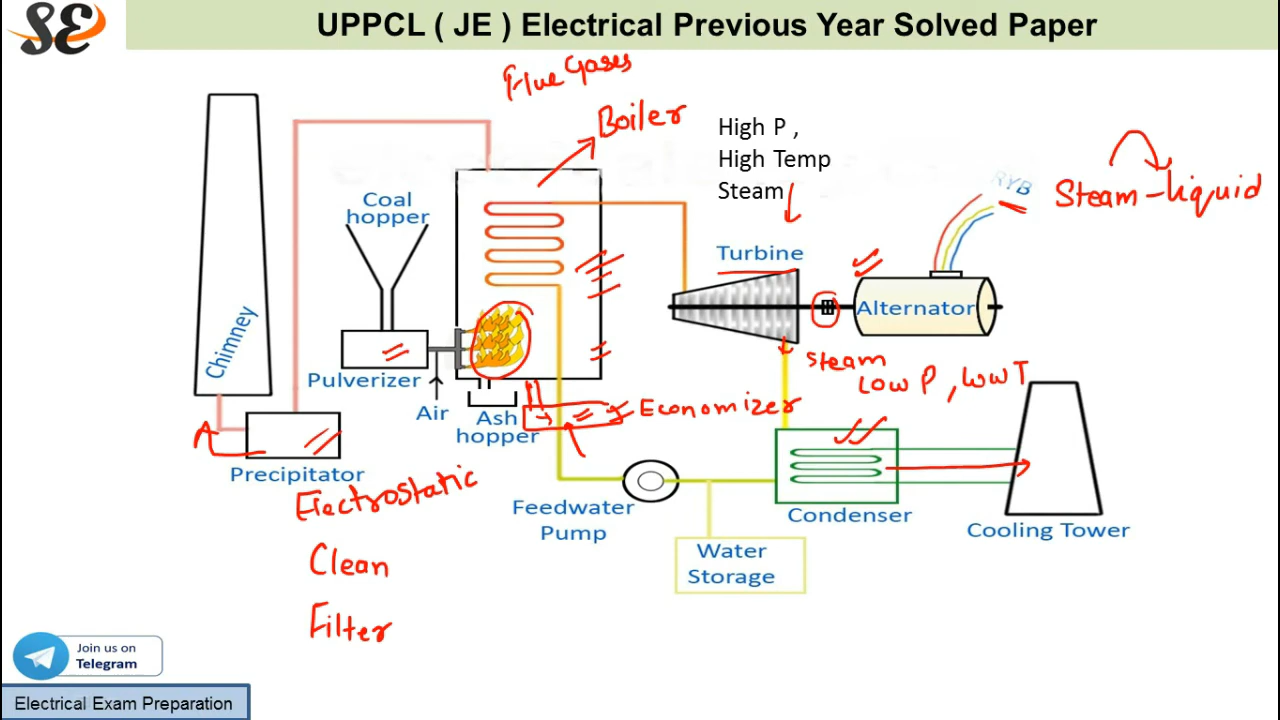 SE
UPPCL ( JE ) Electrical Previous Year Solved Paper
Flue Gases
Boiler
High P ,
High Temp
Steam
RYB
Steam - liquid
Coal
hopper
Turbine
Alternator
Chimney
Pulverizer
Air
Ash
hopper
Economizer
Steam
Low P , low T
Precipitator
Electrostatic
Clean
Filter
Feedwater
Pump
Condenser
Cooling Tower
Water
Storage
Join us on
Telegram
Electrical Exam Preparation